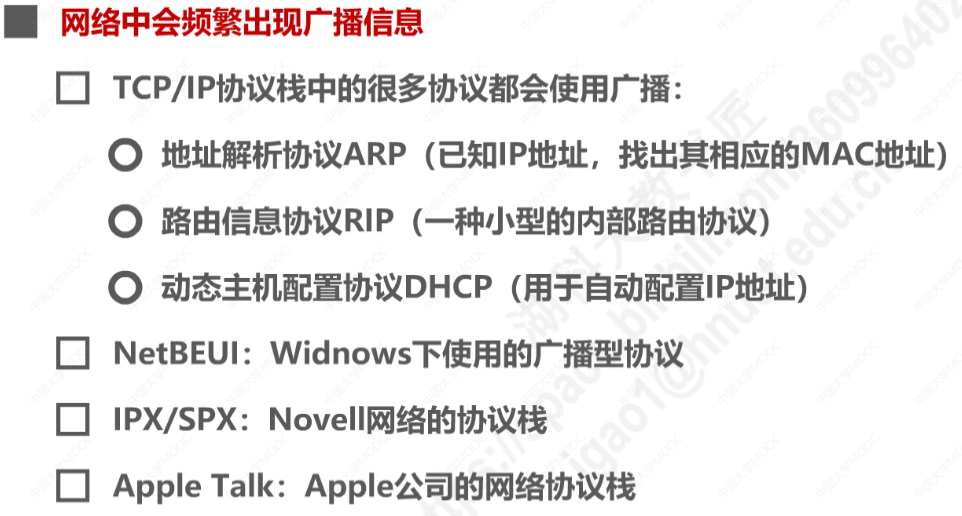 网络中会频繁出现广播信息
TCP/IP协议栈中的很多协议都会使用广播：
地址解析协议ARP（已知IP地址，找出其相应的MAC地址）
路由信息协议RIP（一种小型的内部路由协议）
动态主机配置协议DHCP（用于自动配置IP地址）
NetBEUI：Widnows下使用的广播型协议
IPX/SPX：Novell网络的协议栈
Apple Talk：Apple公司的网络协议栈